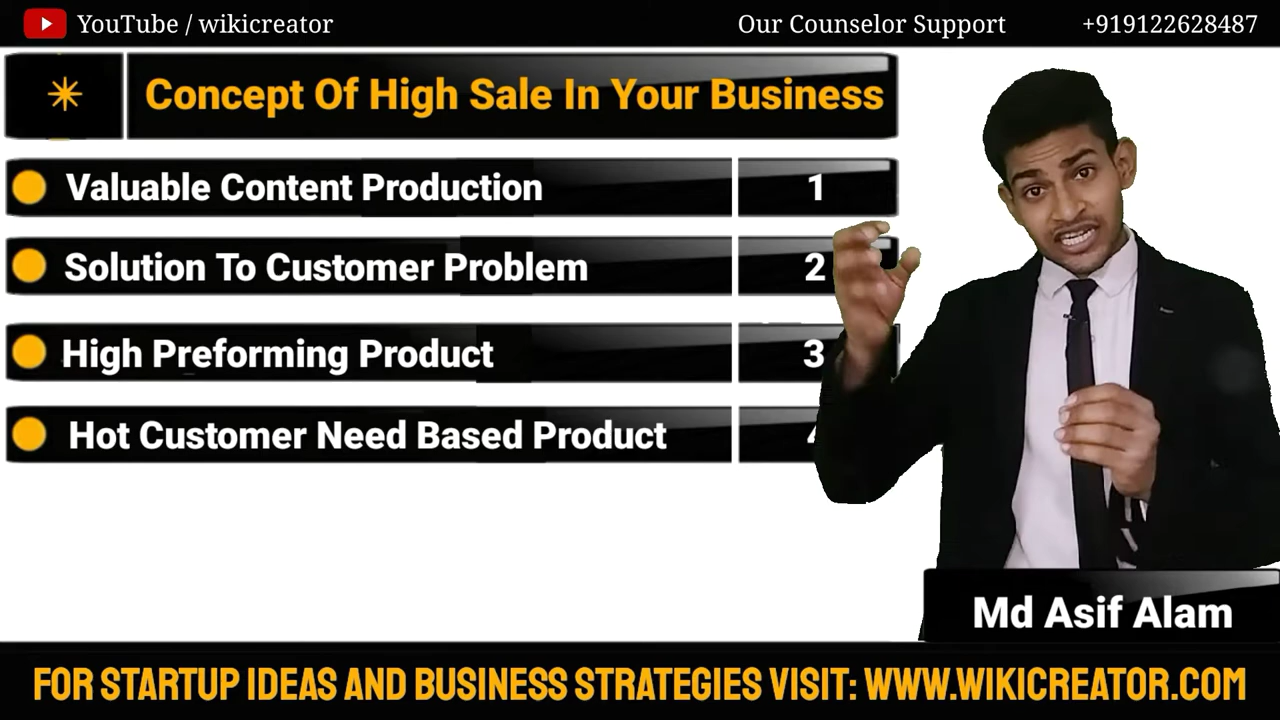 YouTube / wikicreator Our Counselor Support +919122628487
Concept Of High Sale In Your Business
Valuable Content Production 1
Solution To Customer Problem 2
High Preforming Product 3
Hot Customer Need Based Product 4
Md Asif Alam
FOR STARTUP IDEAS AND BUSINESS STRATEGIES VISIT: WWW.WIKICREATOR.COM